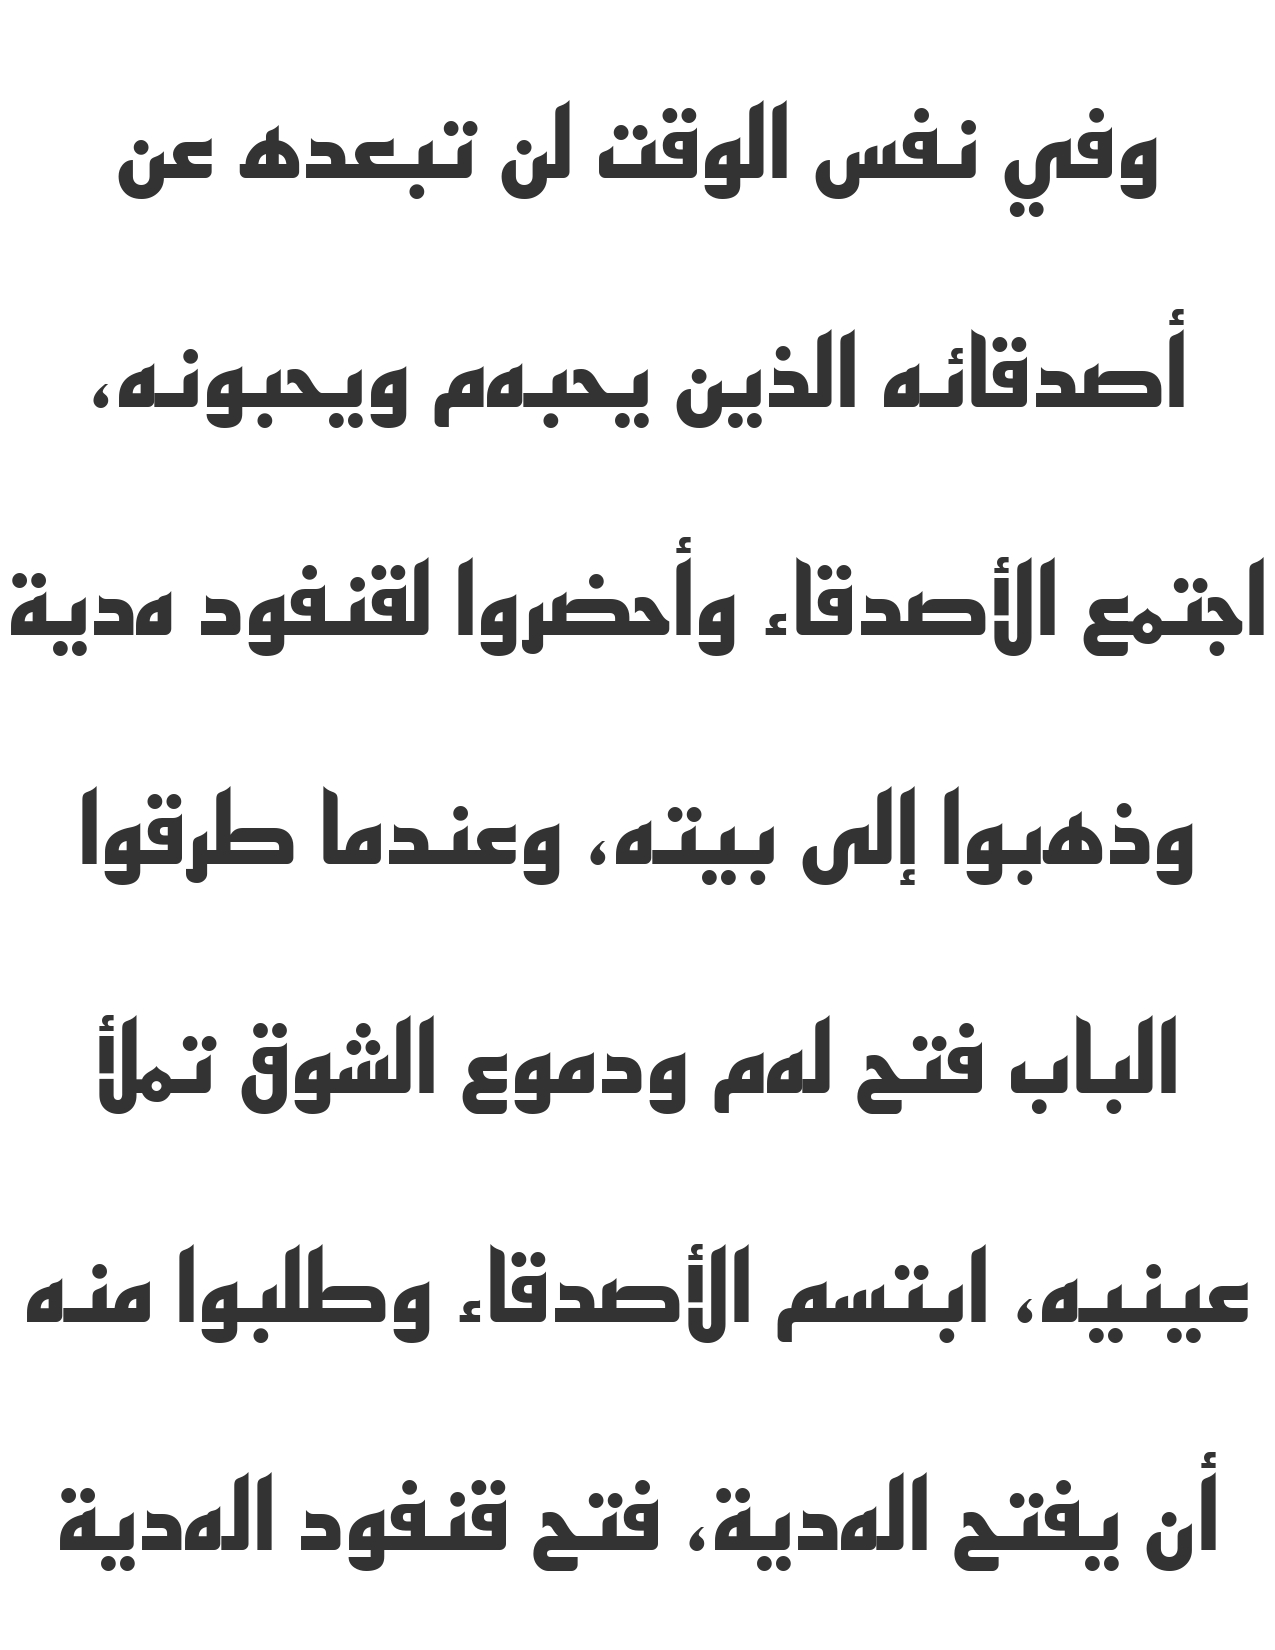 وفي نفس الوقت لن تبعده عن
أصدقائه الذين يحبهم ويحبونه،
اجتمع الأصدقاء وأحضروا لقنفود هدية
وذهبوا إلى بيته، وعندما طرقوا
الباب فتح لهم ودموع الشوق تملأ
عينيه، ابتسم الأصدقاء وطلبوا منه
أن يفتح الهدية، فتح قنفود الهدية